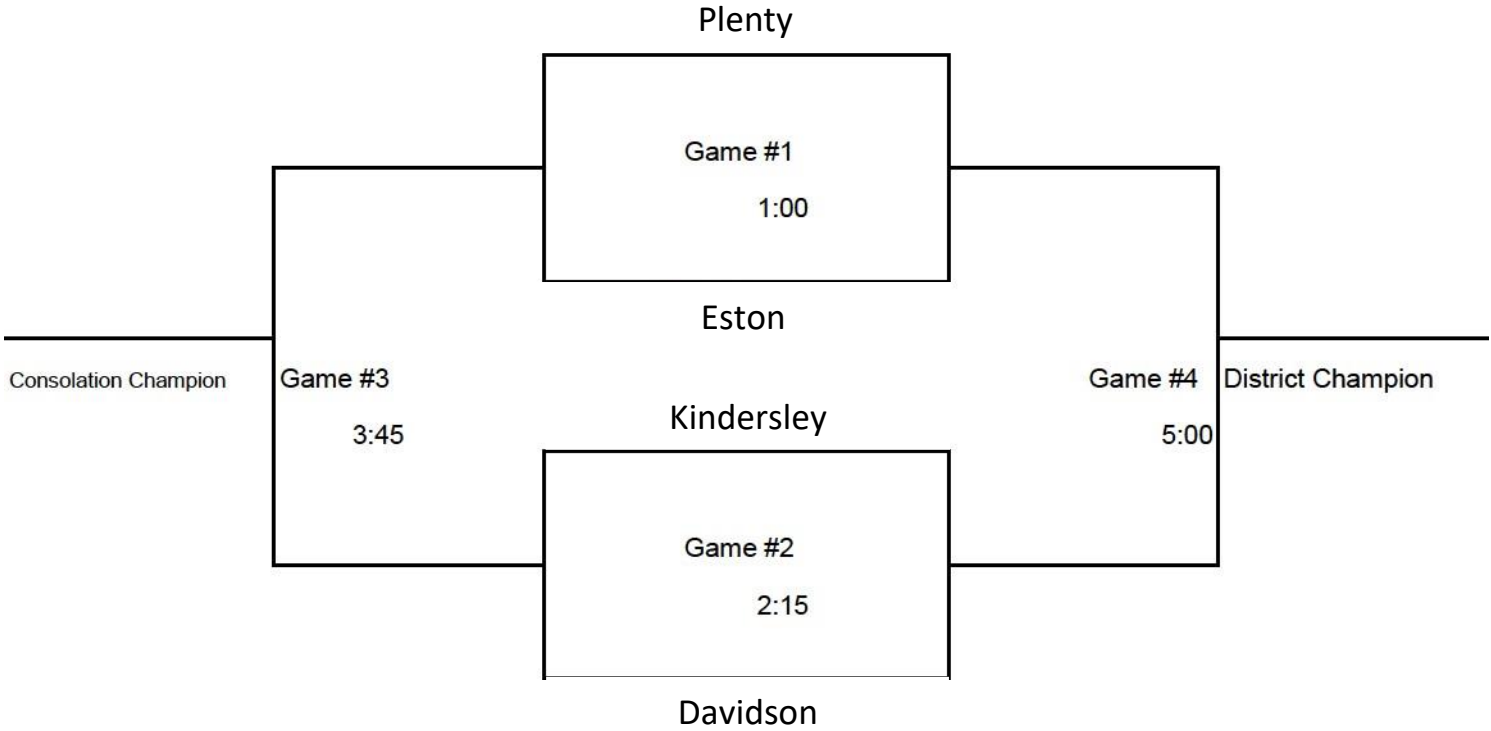 Plenty
Game #1
1:00
Eston
Consolation Champion
Game #3
3:45
Game #4
District Champion
5:00
Kindersley
Game #2
2:15
Davidson